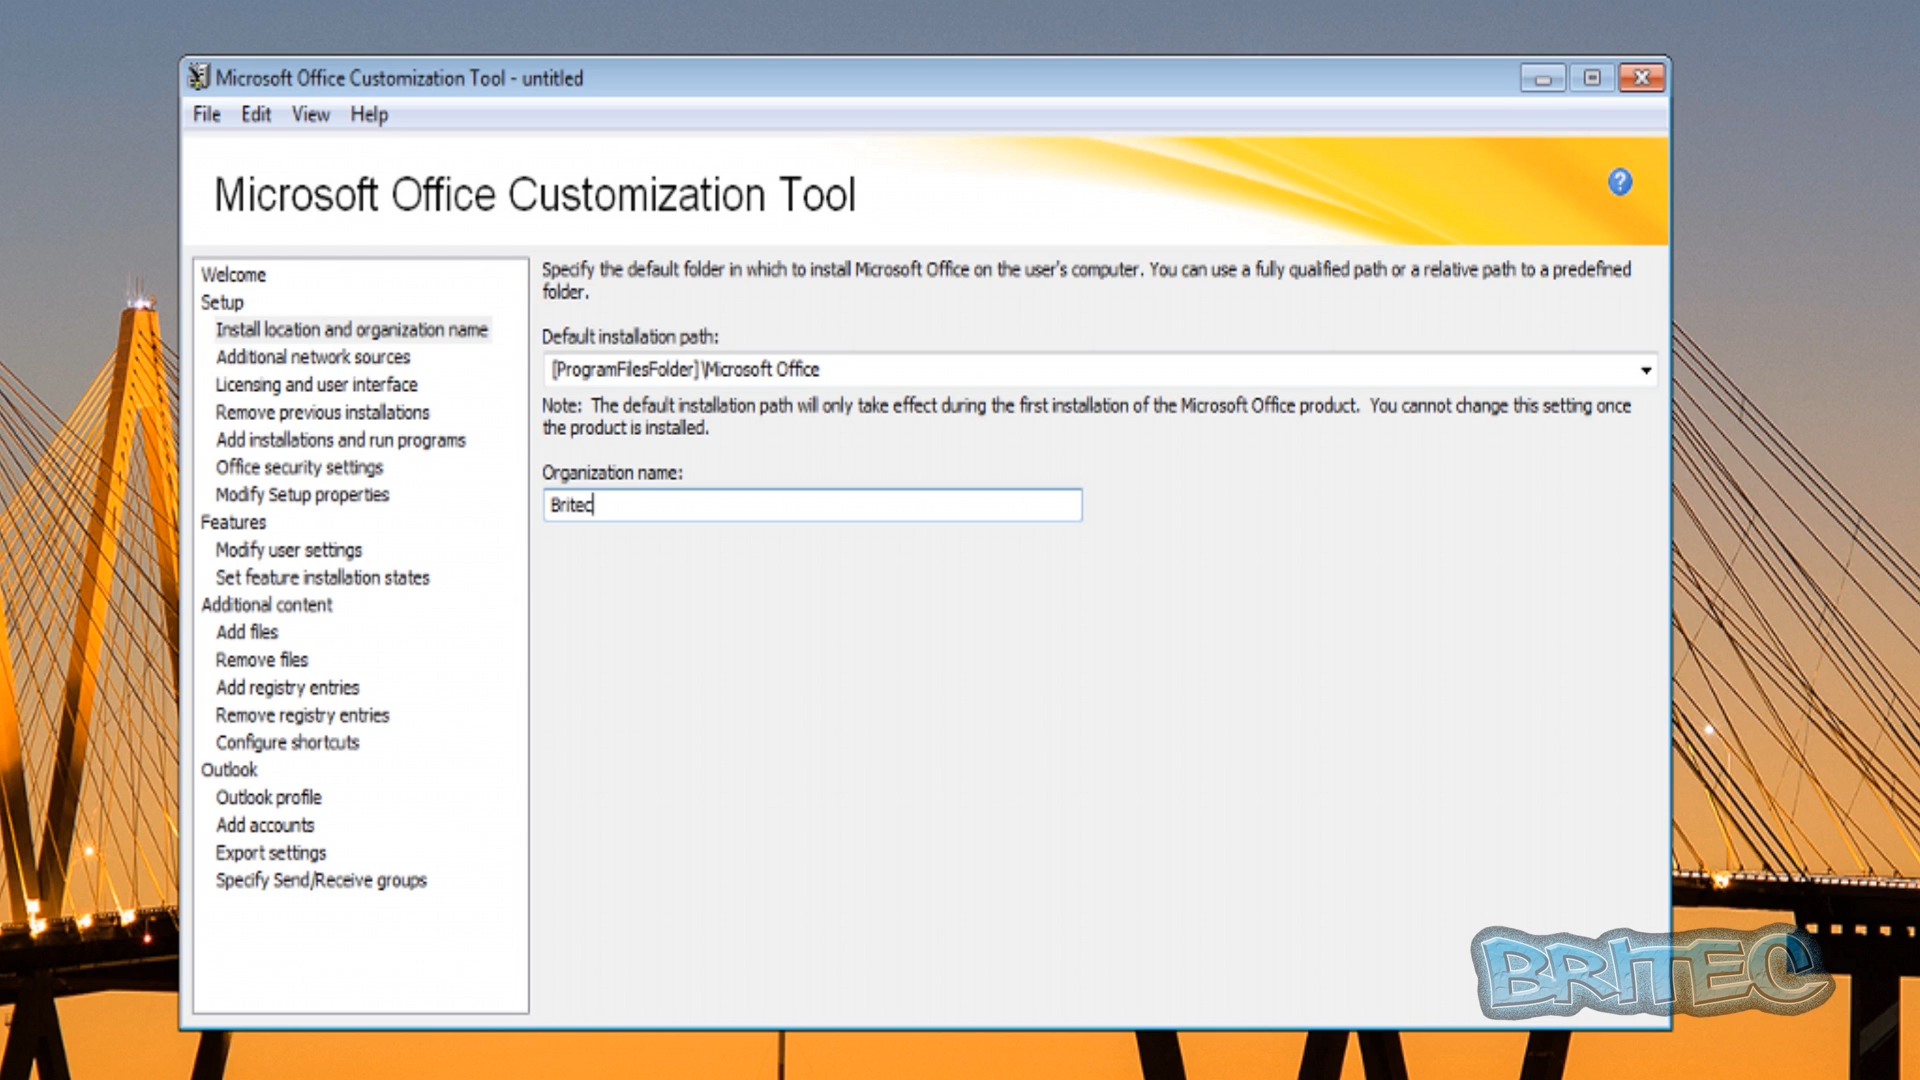 Microsoft Office Customization Tool - untitled
File Edit View Help
Microsoft Office Customization Tool
?
Welcome
Setup
Install location and organization name
Additional network sources
Licensing and user interface
Remove previous installations
Add installations and run programs
Office security settings
Modify Setup properties
Features
Modify user settings
Set feature installation states
Additional content
Add files
Remove files
Add registry entries
Remove registry entries
Configure shortcuts
Outlook
Outlook profile
Add accounts
Export settings
Specify Send/Receive groups
Specify the default folder in which to install Microsoft Office on the user's computer. You can use a fully qualified path or a relative path to a predefined
folder.
Default installation path:
[ProgramFilesFolder]\Microsoft Office
Note: The default installation path will only take effect during the first installation of the Microsoft Office product. You cannot change this setting once
the product is installed.
Organization name:
Britec
BRITEC